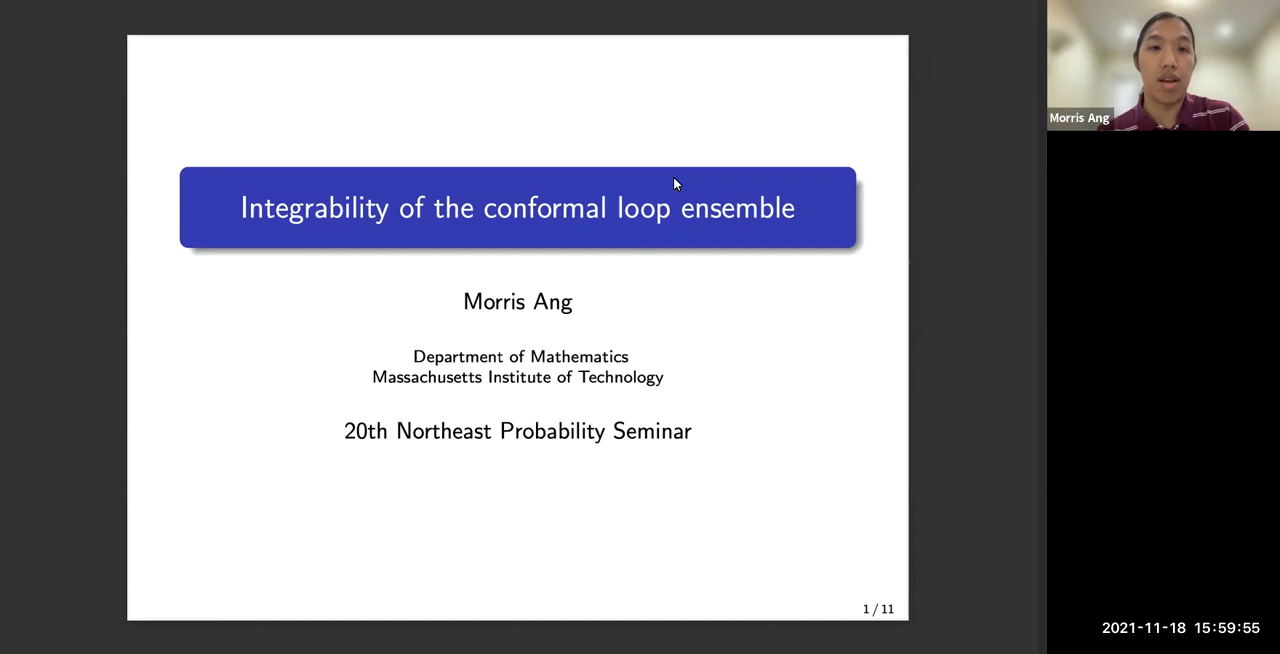 Integrability of the conformal loop ensemble
Morris Ang
Department of Mathematics
Massachusetts Institute of Technology
20th Northeast Probability Seminar
1 / 11
Morris Ang
2021-11-18 15:59:55